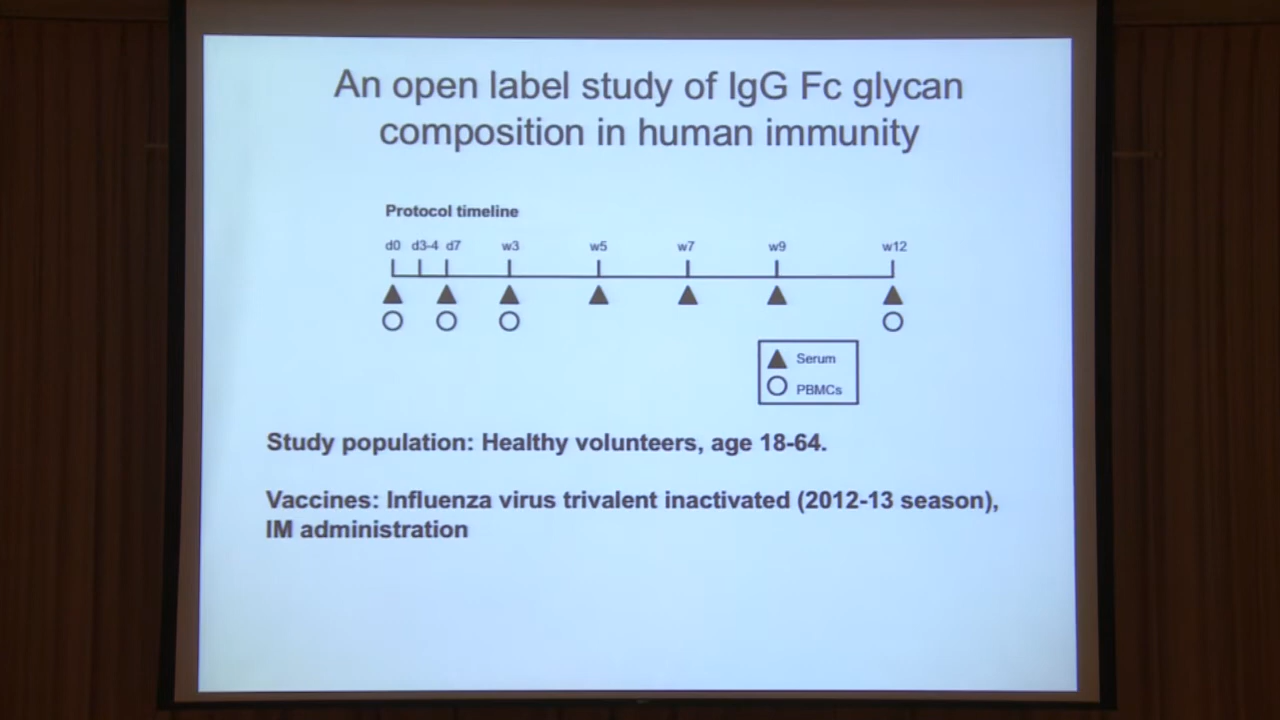 An open label study of IgG Fc glycan
composition in human immunity
Protocol timeline
d0 d3-4 d7 w3 w5 w7 w9 w12
Serum
PBMCs
Study population: Healthy volunteers, age 18-64.
Vaccines: Influenza virus trivalent inactivated (2012-13 season),
IM administration